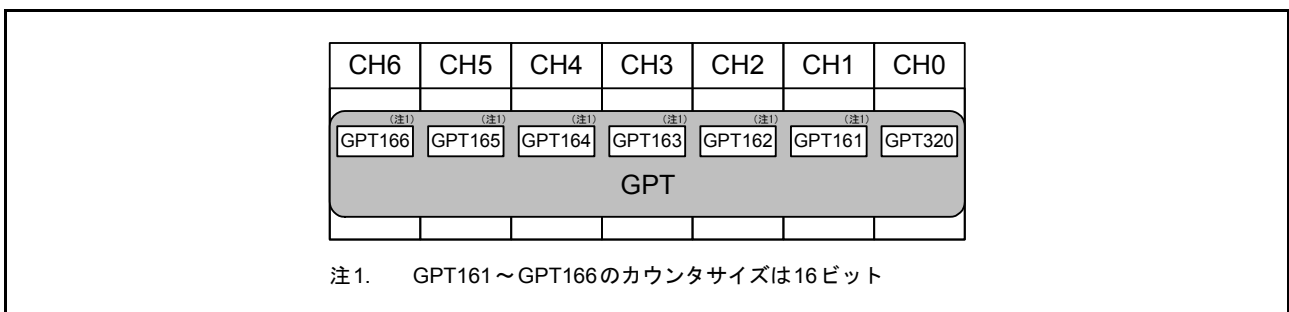 CH6 CH5 CH4 CH3 CH2 CH1 CH0
(注1) (注1) (注1) (注1) (注1) (注1)
GPT166 GPT165 GPT164 GPT163 GPT162 GPT161 GPT320
GPT
注1. GPT161～GPT166のカウンタサイズは16ビット